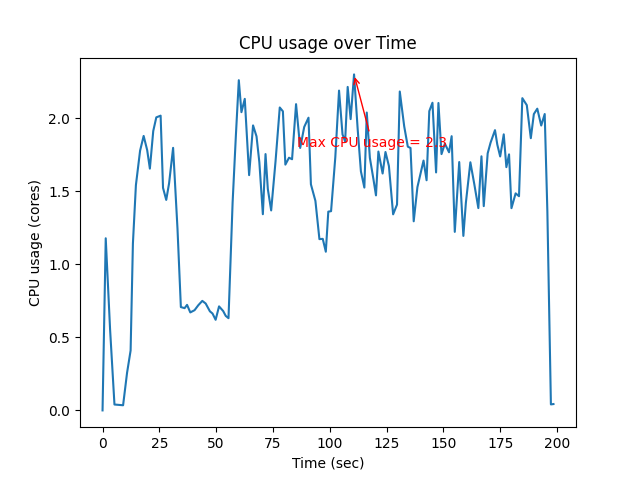 CPU usage over Time
CPU usage (cores)
2.0
1.5
1.0
0.5
0.0
Max CPU usage = 2.3
0 25 50 75 100 125 150 175 200
Time (sec)